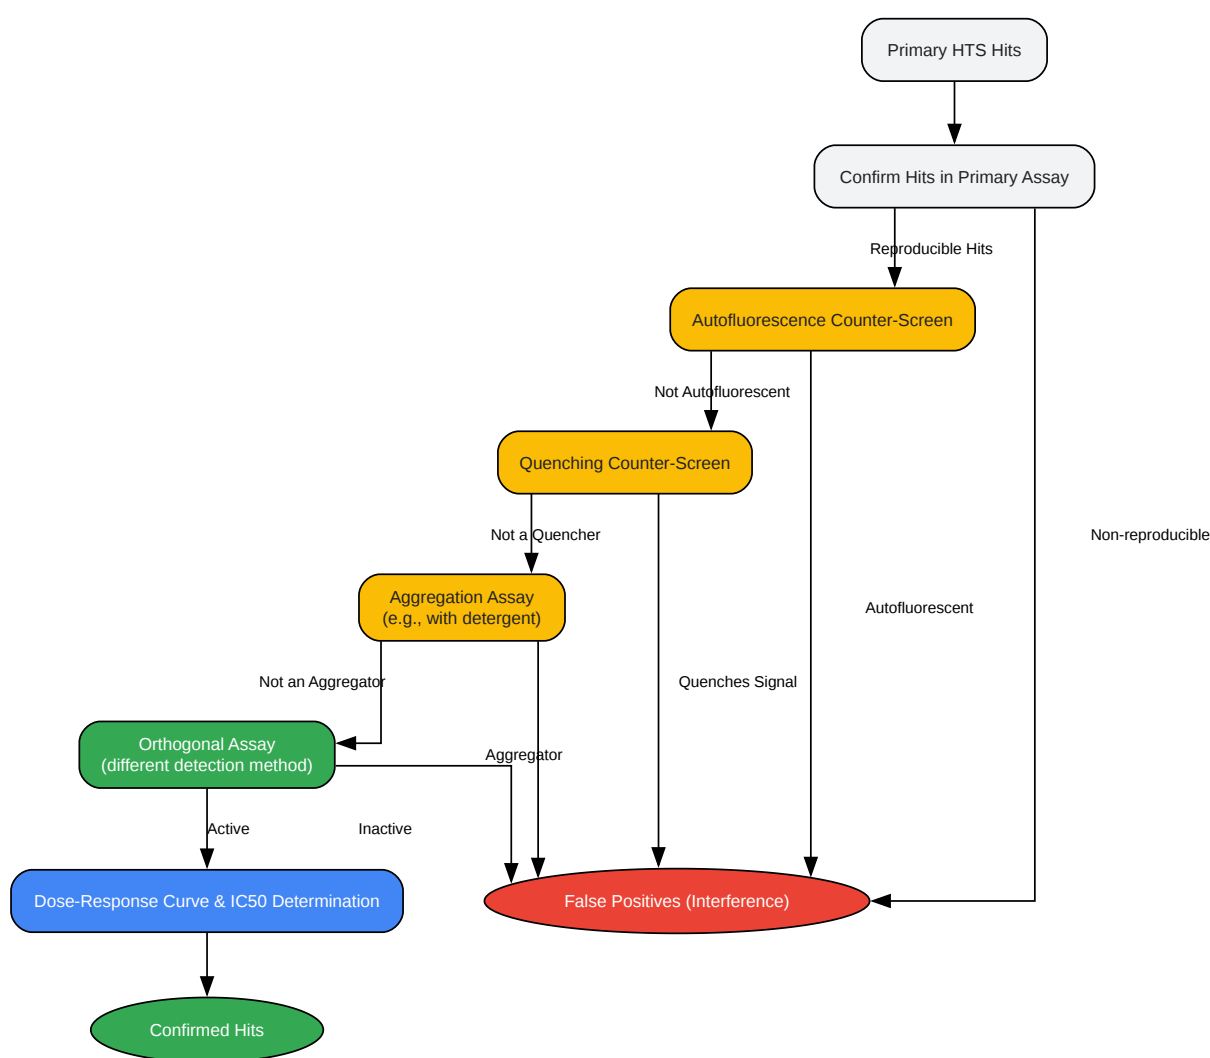 Primary HTS Hits
Confirm Hits in Primary Assay
Reproducible Hits
Autofluorescence Counter-Screen
Not Autofluorescent
Quenching Counter-Screen
Not a Quencher
Non-reproducible
Aggregation Assay
(e.g., with detergent)
Autofluorescent
Not an Aggregator
Quenches Signal
Orthogonal Assay
(different detection method)
Aggregator
Active
Inactive
Dose-Response Curve & IC50 Determination
False Positives (Interference)
Confirmed Hits